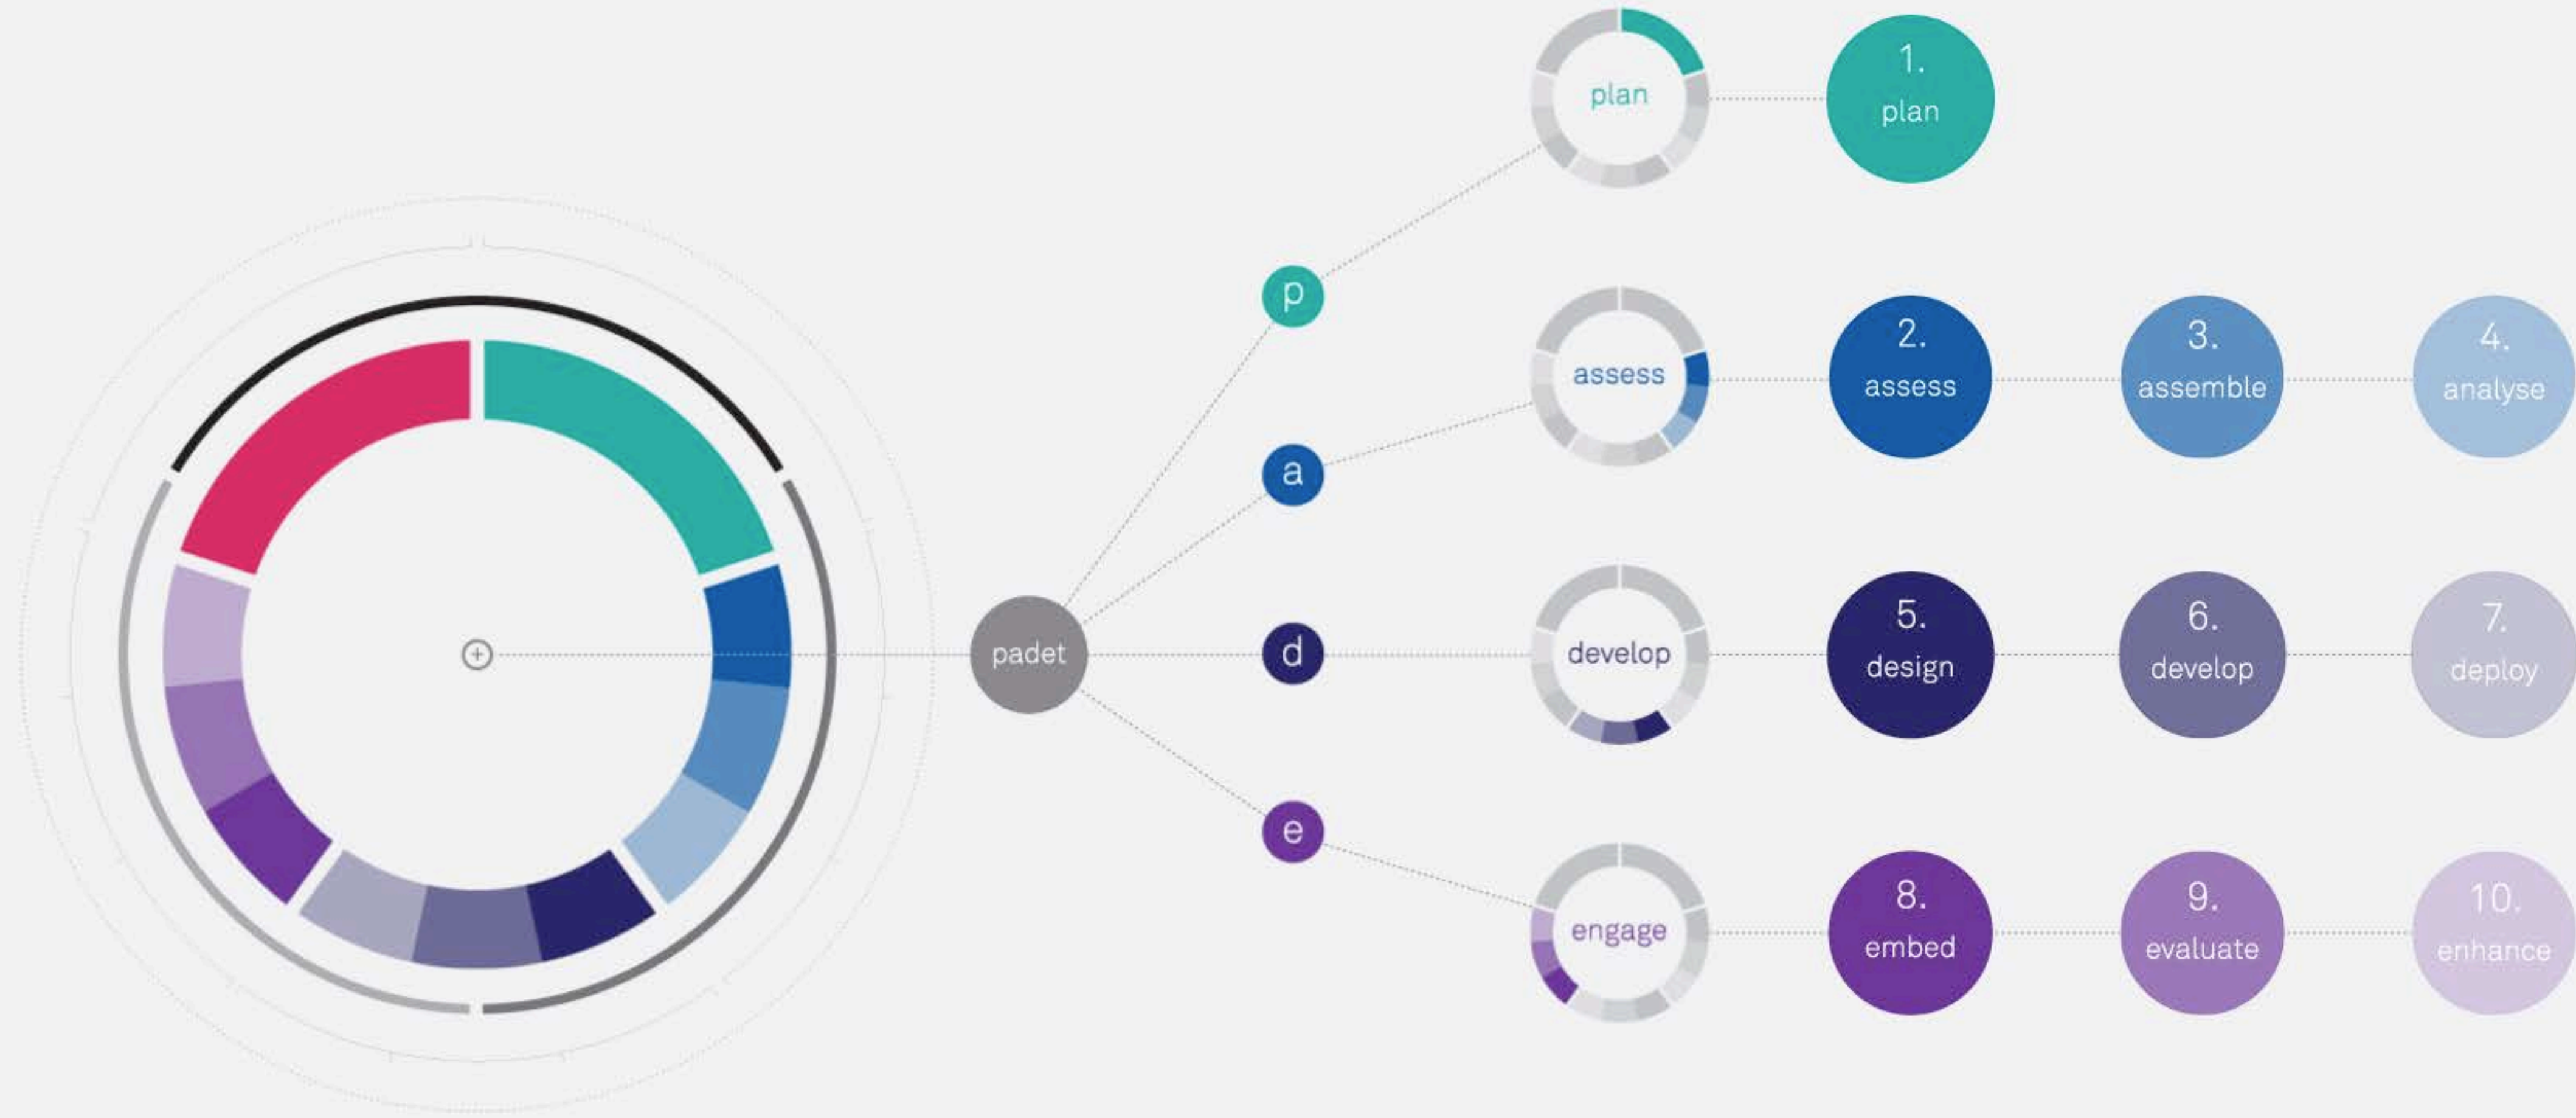 padet
p
plan
1.
plan
a
assess
2.
assess
3.
assemble
4.
analyse
d
develop
5.
design
6.
develop
7.
deploy
e
engage
8.
embed
9.
evaluate
10.
enhance